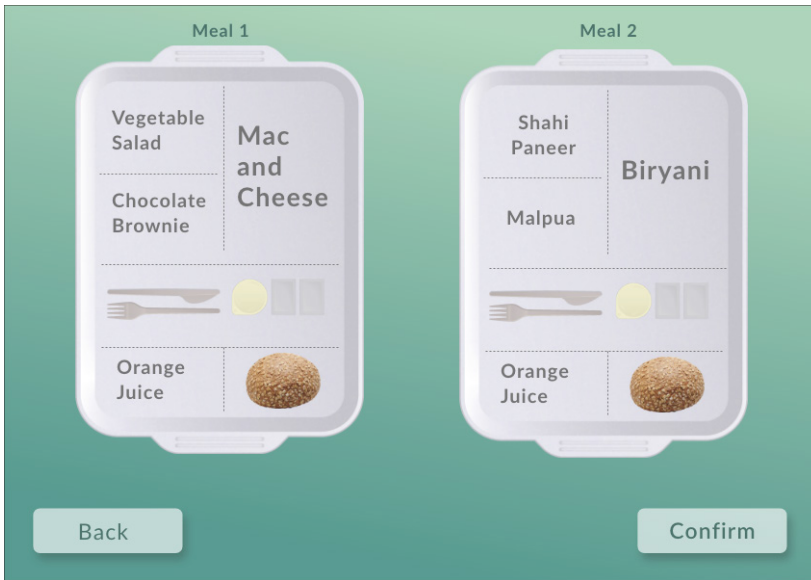 Meal 1
Vegetable
Salad
Mac
and
Cheese
Chocolate
Brownie
Orange
Juice
Meal 2
Shahi
Paneer
Biryani
Malpua
Orange
Juice
Back
Confirm